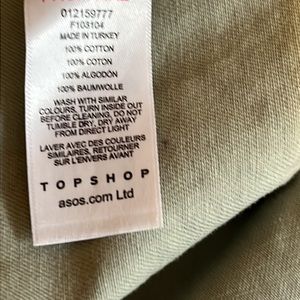 012159777
F103104
MADE IN TURKEY
100% COTTON
100% COTON
100% ALGODÓN
100% BAUMWOLLE
WASH WITH SIMILAR
COLOURS, TURN INSIDE OUT
BEFORE CLEANING, DO NOT
TUMBLE DRY, DRY AWAY
FROM DIRECT LIGHT
LAVER AVEC DES COULEURS
SIMILAIRES, RETOURNER
SUR L'ENVERS AVANT
TOPSHOP
asos.com Ltd